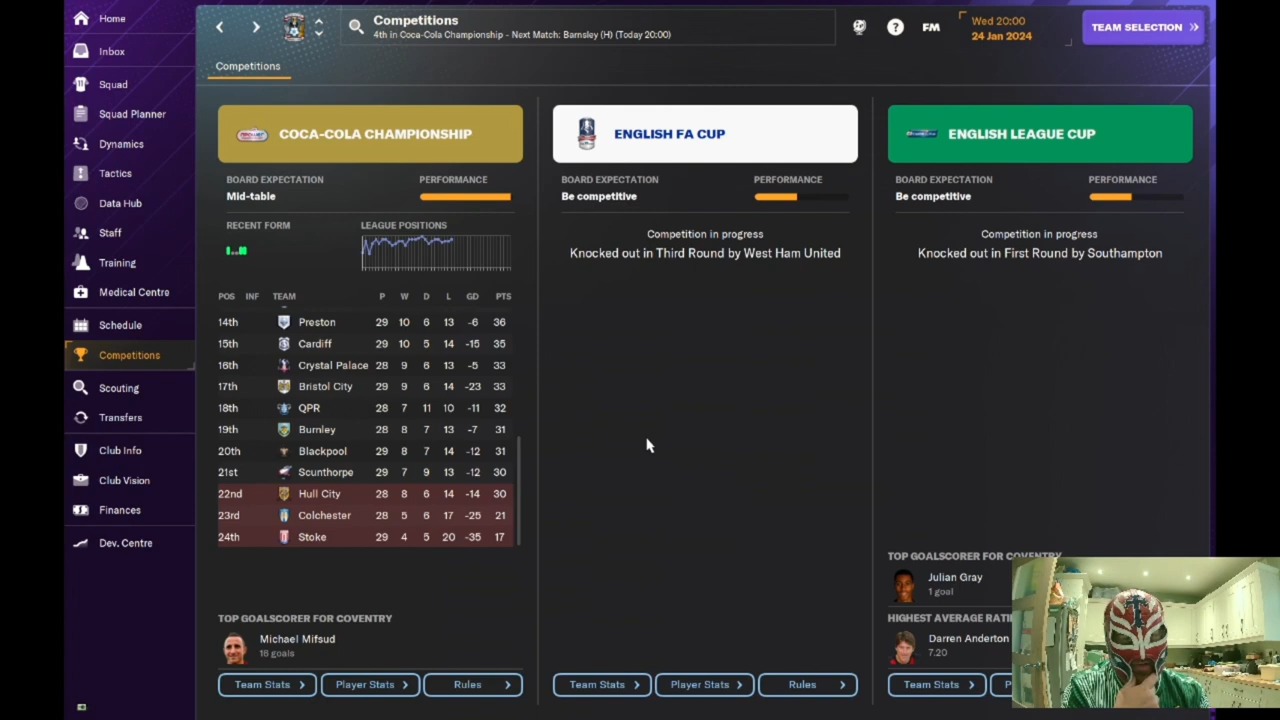 Home
Inbox
Squad
Squad Planner
Dynamics
Tactics
Data Hub
Staff
Training
Medical Centre
Schedule
Competitions
Scouting
Transfers
Club Info
Club Vision
Finances
Dev. Centre
Competitions
4th in Coca-Cola Championship - Next Match: Barnsley (H) (Today 20:00)
?
FM
Wed 20:00
24 Jan 2024
TEAM SELECTION
Competitions
COCA-COLA CHAMPIONSHIP
BOARD EXPECTATION PERFORMANCE
Mid-table
RECENT FORM LEAGUE POSITIONS
POS INF TEAM P W D L GD PTS
14th Preston 29 10 6 13 -6 36
15th Cardiff 29 10 5 14 -15 35
16th Crystal Palace 28 9 6 13 -5 33
17th Bristol City 29 9 6 14 -23 33
18th QPR 28 7 11 10 -11 32
19th Burnley 28 8 7 13 -7 31
20th Blackpool 29 8 7 14 -12 31
21st Scunthorpe 29 7 9 13 -12 30
22nd Hull City 28 8 6 14 -14 30
23rd Colchester 28 5 6 17 -25 21
24th Stoke 29 4 5 20 -35 17
TOP GOALSCORER FOR COVENTRY
Michael Mifsud
18 goals
Team Stats Player Stats Rules
ENGLISH FA CUP
BOARD EXPECTATION PERFORMANCE
Be competitive
Competition in progress
Knocked out in Third Round by West Ham United
Team Stats Player Stats Rules
ENGLISH LEAGUE CUP
BOARD EXPECTATION PERFORMANCE
Be competitive
Competition in progress
Knocked out in First Round by Southampton
TOP GOALSCORER FOR COVENTRY
Julian Gray
1 goal
HIGHEST AVERAGE RATI
Darren Anderton
7.20
Team Stats